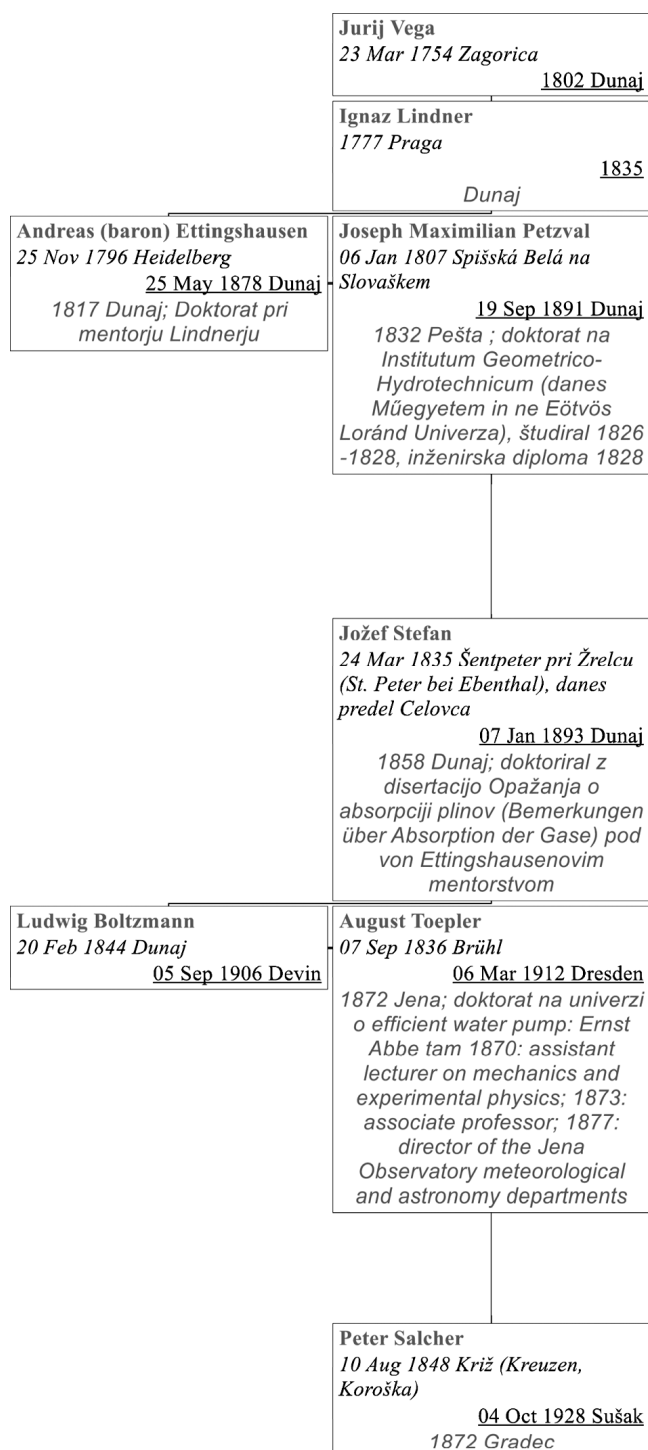 Jurij Vega
23 Mar 1754 Zagorica
1802 Dunaj
Ignaz Lindner
1777 Praga
1835
Dunaj
Andreas (baron) Ettingshausen
25 Nov 1796 Heidelberg
25 May 1878 Dunaj
1817 Dunaj; Doktorat pri
mentorju Lindnerju
Joseph Maximilian Petzval
06 Jan 1807 Spišská Belá na
Slovaškem
19 Sep 1891 Dunaj
1832 Pešta ; doktorat na
Institutum Geometrico-
Hydrotechnicum (danes
Műegyetem in ne Eötvös
Loránd Univerza), študiral 1826
-1828, inženirska diploma 1828
Jožef Stefan
24 Mar 1835 Šentpeter pri Žrelcu
(St. Peter bei Ebenthal), danes
predel Celovca
07 Jan 1893 Dunaj
1858 Dunaj; doktoriral z
disertacijo Opažanja o
absorpciji plinov (Bemerkungen
über Absorption der Gase) pod
von Ettingshausenovim
mentorstvom
Ludwig Boltzmann
20 Feb 1844 Dunaj
05 Sep 1906 Devin
August Toepler
07 Sep 1836 Brühl
06 Mar 1912 Dresden
1872 Jena; doktorat na univerzi
o efficient water pump: Ernst
Abbe tam 1870: assistant
lecturer on mechanics and
experimental physics; 1873:
associate professor; 1877:
director of the Jena
Observatory meteorological
and astronomy departments
Peter Salcher
10 Aug 1848 Križ (Kreuzen,
Koroška)
04 Oct 1928 Sušak
1872 Gradec